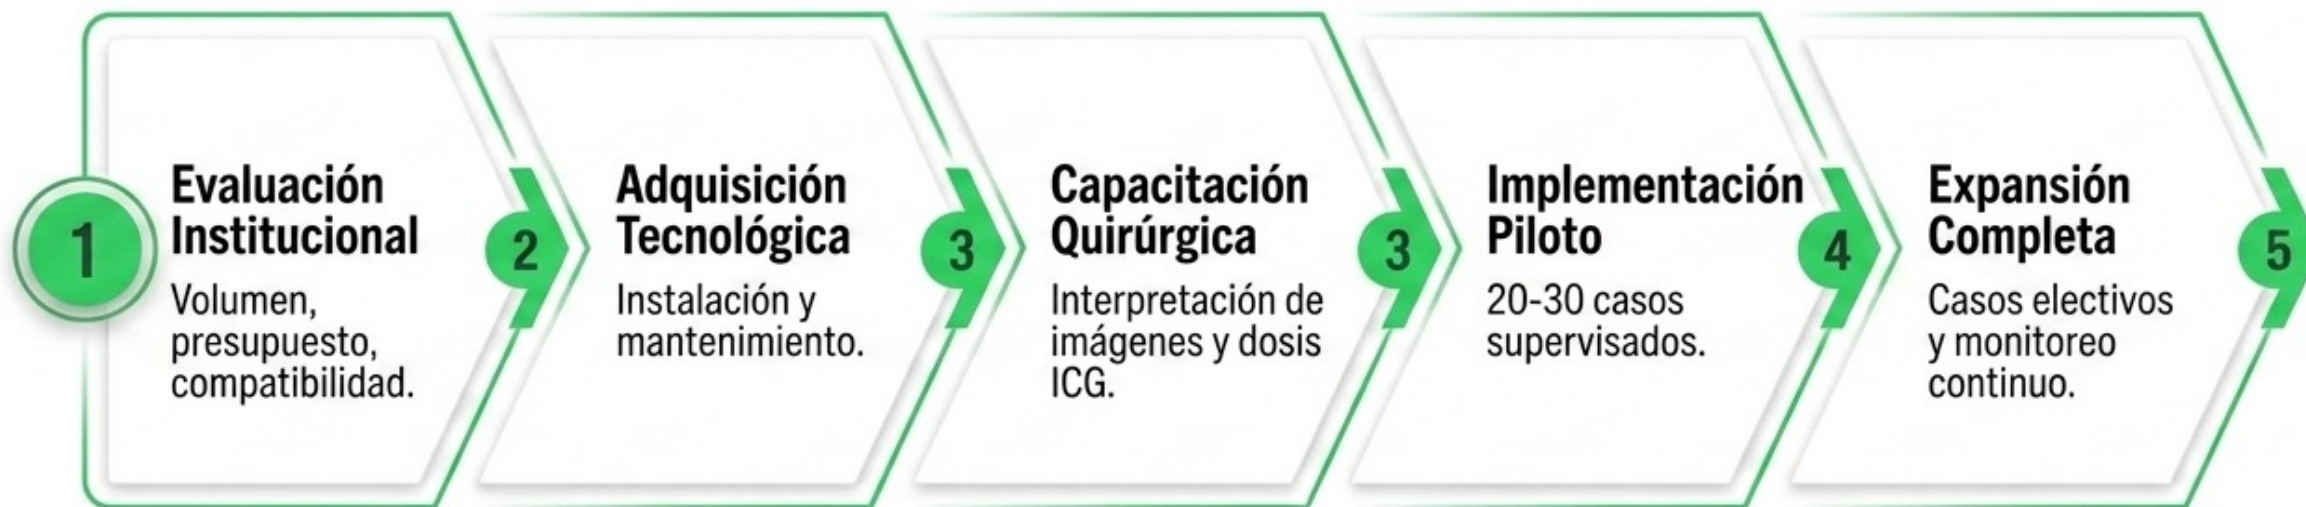 1
Evaluación
Institucional
Volumen,
presupuesto,
compatibilidad.
2
Adquisición
Tecnológica
Instalación y
mantenimiento.
3
Capacitación
Quirúrgica
Interpretación de
imágenes y dosis
ICG.
3
Implementación
Piloto
20-30 casos
supervisados.
4
Expansión
Completa
Casos electivos
y monitoreo
continuo.
5